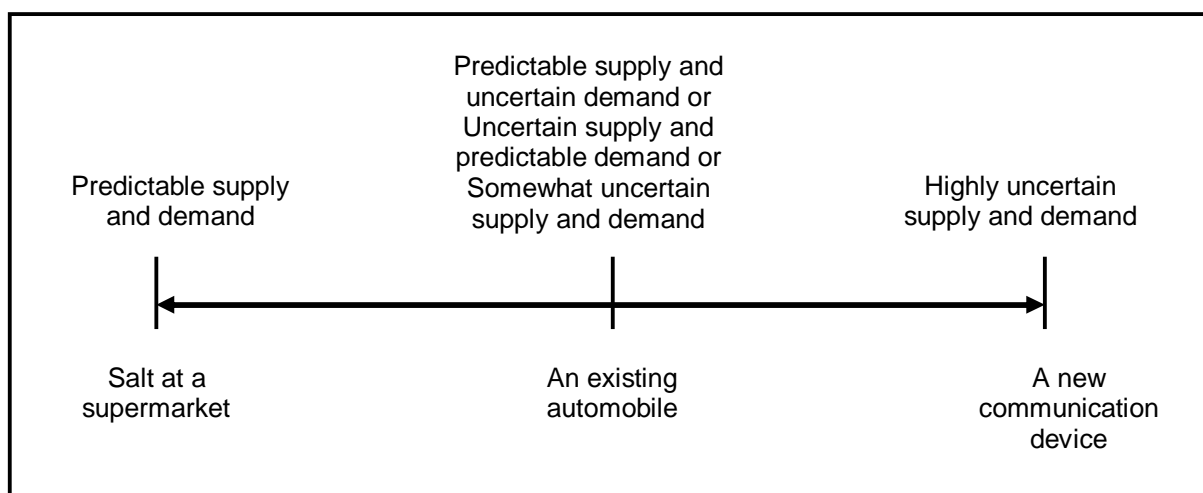 Predictable supply
and demand
Predictable supply and
uncertain demand or
Uncertain supply and
predictable demand or
Somewhat uncertain
supply and demand
Highly uncertain
supply and demand
Salt at a
supermarket
An existing
automobile
A new
communication
device